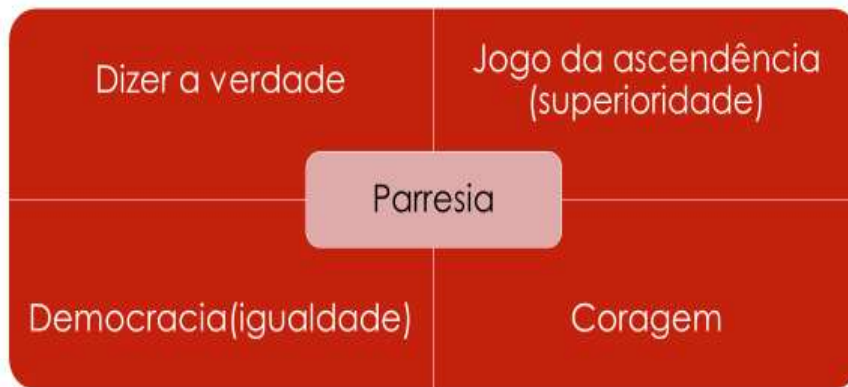 Dizer a verdade
Jogo da ascendência
(superioridade)
Parresia
Democracia(igualdade)
Coragem